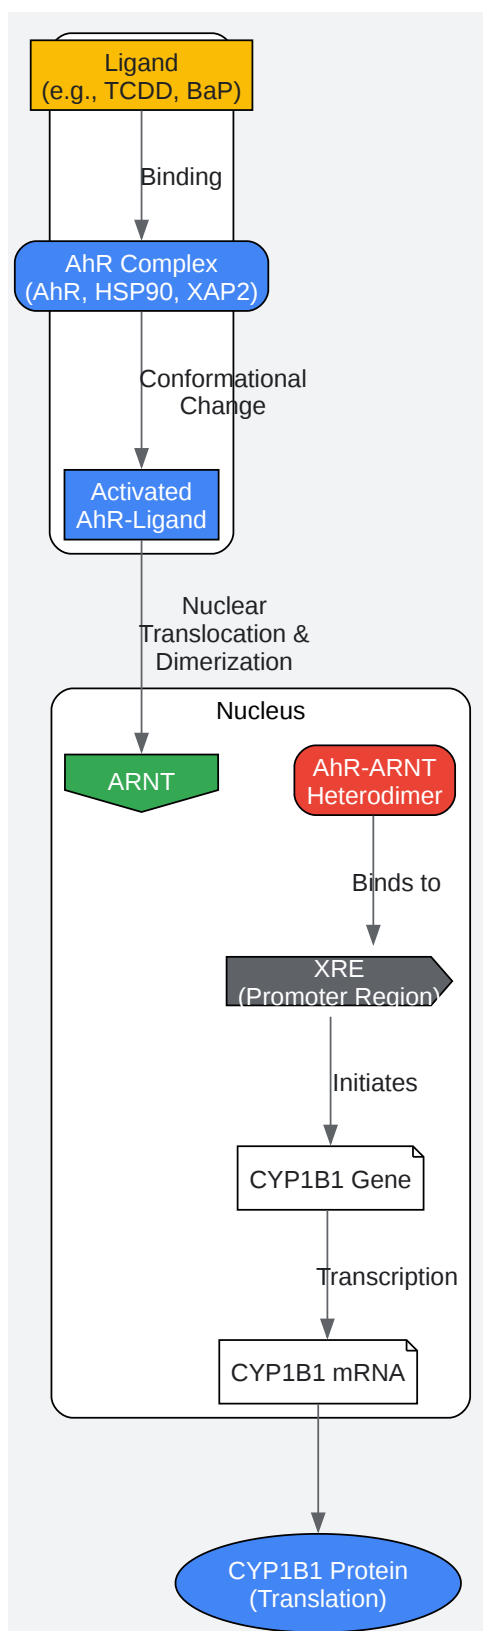 Ligand
(e.g., TCDD, BaP)
Binding
AhR Complex
(AhR, HSP90, XAP2)
Conformational
Change
Activated
AhR-Ligand
Nuclear
Translocation &
Dimerization
Nucleus
ARNT
AhR-ARNT
Heterodimer
Binds to
XRE
(Promoter Region)
Initiates
CYP1B1 Gene
Transcription
CYP1B1 mRNA
CYP1B1 Protein
(Translation)